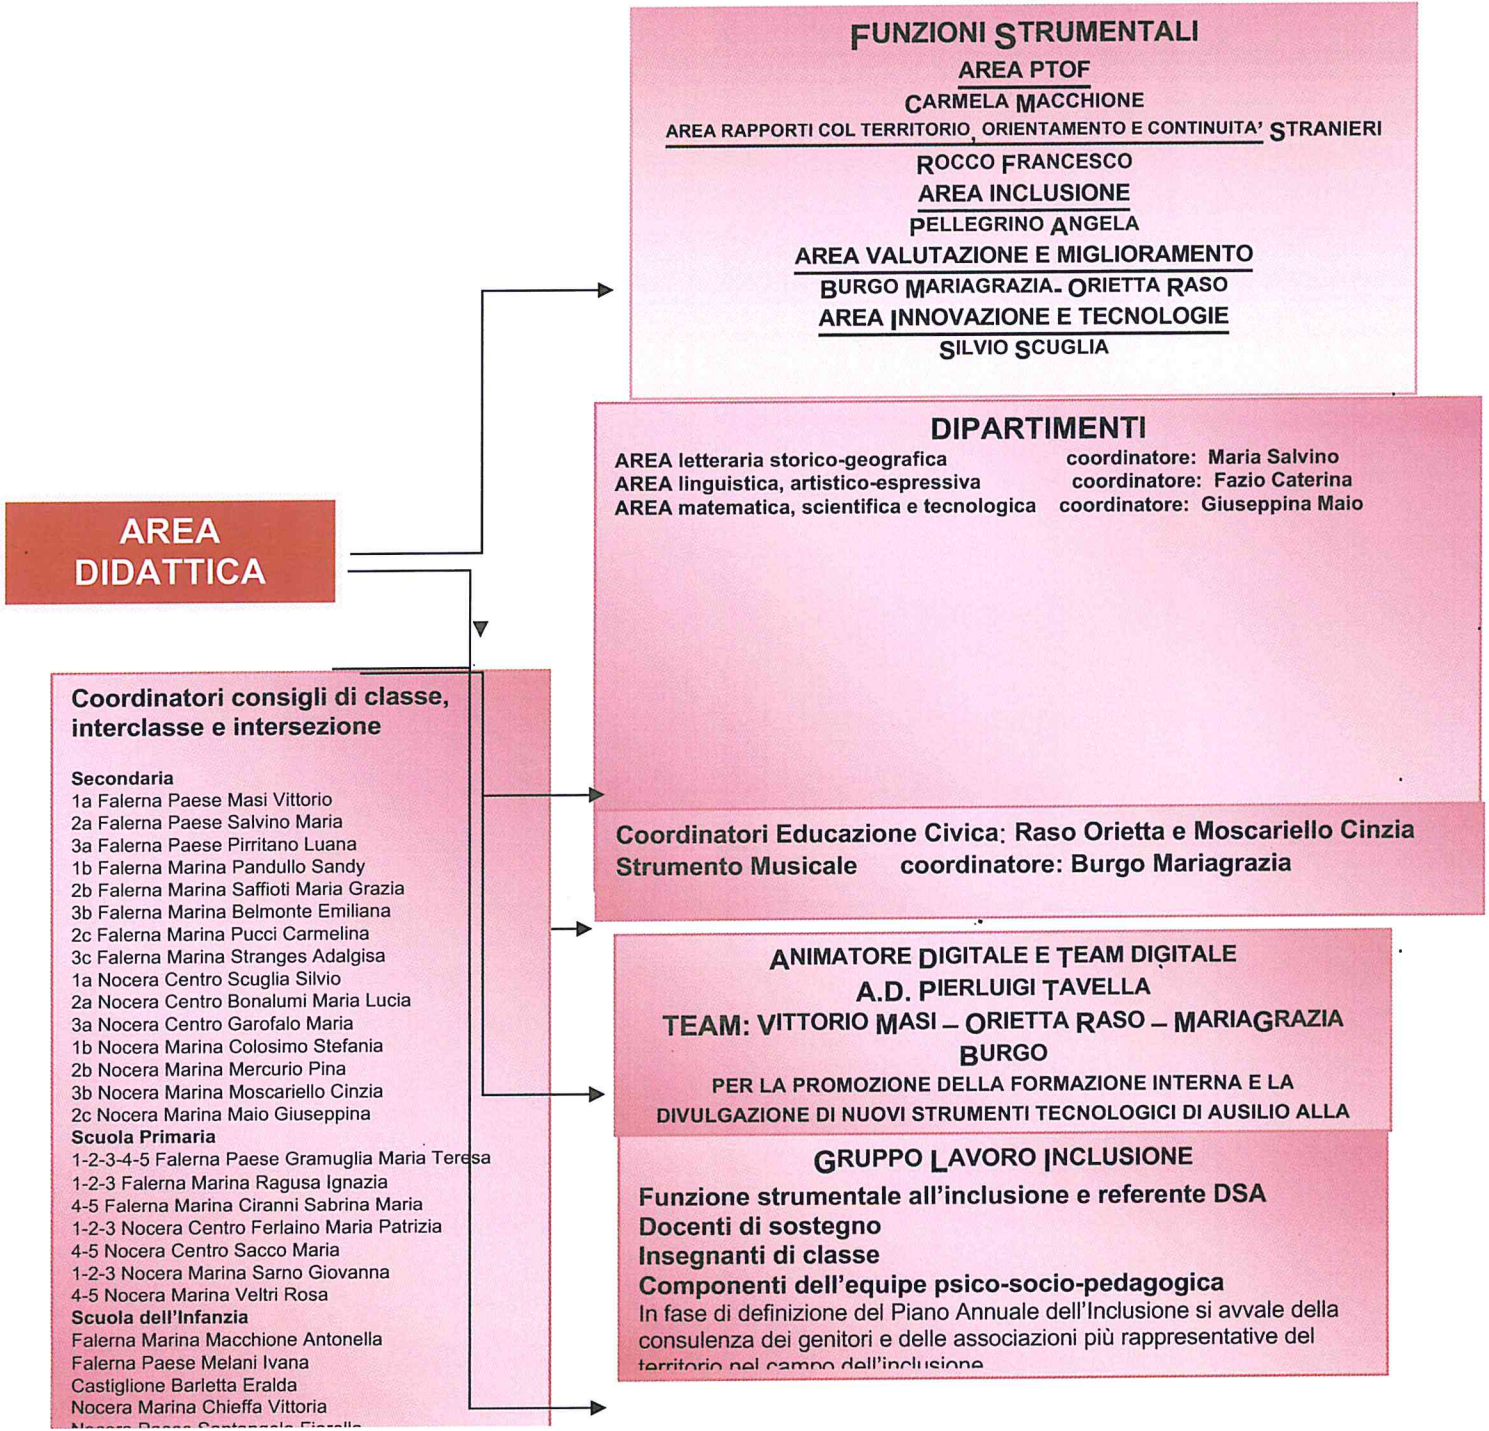 FUNZIONI STRUMENTALI
AREA PTOF
CARMELA MACCHIONE
AREA RAPPORTI COL TERRITORIO, ORIENTAMENTO E CONTINUITA' STRANIERI
ROCCO FRANCESCO
AREA INCLUSIONE
PELLEGRINO ANGELA
AREA VALUTAZIONE E MIGLIORAMENTO
BURGO MARIAGRAZIA- ORIETTA RASO
AREA INNOVAZIONE E TECNOLOGIE
SILVIO SCUGLIA
DIPARTIMENTI
AREA letteraria storico-geografica coordinatore: Maria Salvino
AREA linguistica, artistico-espressiva coordinatore: Fazio Caterina
AREA matematica, scientifica e tecnologica coordinatore: Giuseppina Maio
AREA
DIDATTICA
Coordinatori consigli di classe,
interclasse e intersezione
Secondaria
1a Falerna Paese Masi Vittorio
2a Falerna Paese Salvino Maria
3a Falerna Paese Pirritano Luana
1b Falerna Marina Pandullo Sandy
2b Falerna Marina Saffioti Maria Grazia
3b Falerna Marina Belmonte Emiliana
2c Falerna Marina Pucci Carmelina
3c Falerna Marina Stranges Adalgisa
1a Nocera Centro Scuglia Silvio
2a Nocera Centro Bonalumi Maria Lucia
3a Nocera Centro Garofalo Maria
1b Nocera Marina Colosimo Stefania
2b Nocera Marina Mercurio Pina
3b Nocera Marina Moscariello Cinzia
2c Nocera Marina Maio Giuseppina
Scuola Primaria
1-2-3-4-5 Falerna Paese Gramuglia Maria Teresa
1-2-3 Falerna Marina Ragusa Ignazia
4-5 Falerna Marina Ciranni Sabrina Maria
1-2-3 Nocera Centro Ferlaino Maria Patrizia
4-5 Nocera Centro Sacco Maria
1-2-3 Nocera Marina Sarno Giovanna
4-5 Nocera Marina Veltri Rosa
Scuola dell'Infanzia
Falerna Marina Macchione Antonella
Falerna Paese Melani Ivana
Castiglione Barletta Eralda
Nocera Marina Chieffa Vittoria
Nocera Paese Santangelo Fiorella
Coordinatori Educazione Civica: Raso Orietta e Moscariello Cinzia
Strumento Musicale coordinatore: Burgo Mariagrazia
ANIMATORE DIGITALE E TEAM DIGITALE
A.D. PIERLUIGI TAVELLA
TEAM: VITTORIO MASI – ORIETTA RASO – MARIAGRAZIA
BURGO
PER LA PROMOZIONE DELLA FORMAZIONE INTERNA E LA
DIVULGAZIONE DI NUOVI STRUMENTI TECNOLOGICI DI AUSILIO ALLA
GRUPPO LAVORO INCLUSIONE
Funzione strumentale all'inclusione e referente DSA
Docenti di sostegno
Insegnanti di classe
Componenti dell'equipe psico-socio-pedagogica
In fase di definizione del Piano Annuale dell'Inclusione si avvale della
consulenza dei genitori e delle associazioni più rappresentative del
territorio nel campo dell'inclusione